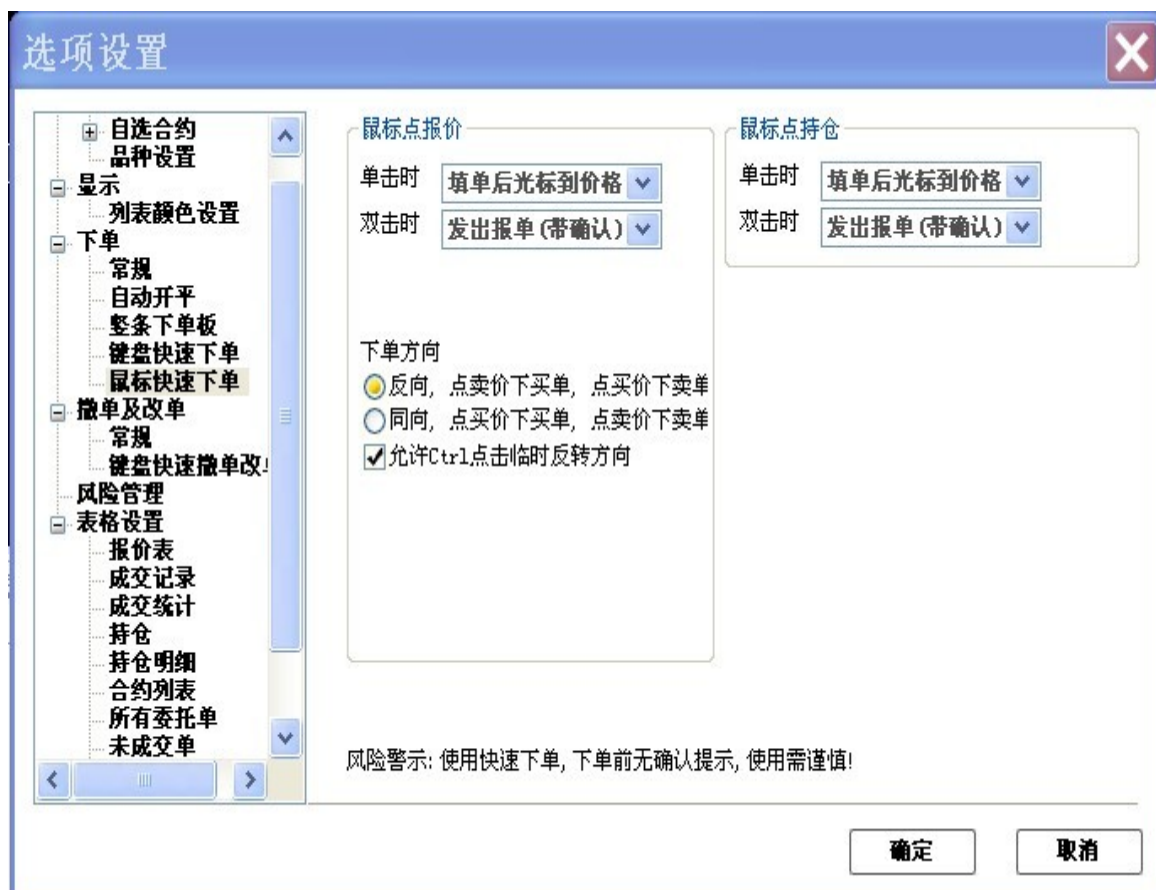 选项设置
自选合约
品种设置
显示
列表颜色设置
下单
常规
自动开平
竖条下单板
键盘快速下单
鼠标快速下单
撤单及改单
常规
键盘快速撤单改
风险管理
表格设置
报价表
成交记录
成交统计
持仓
持仓明细
合约列表
所有委托单
未成交单
鼠标点报价
单击时 填单后光标到价格
双击时 发出报单(带确认)
下单方向
反向, 点卖价下买单, 点买价下卖单
同向, 点买价下买单, 点卖价下卖单
允许Ctrl点击临时反转方向
鼠标点持仓
单击时 填单后光标到价格
双击时 发出报单(带确认)
风险警示: 使用快速下单, 下单前无确认提示, 使用需谨慎!
确定 取消